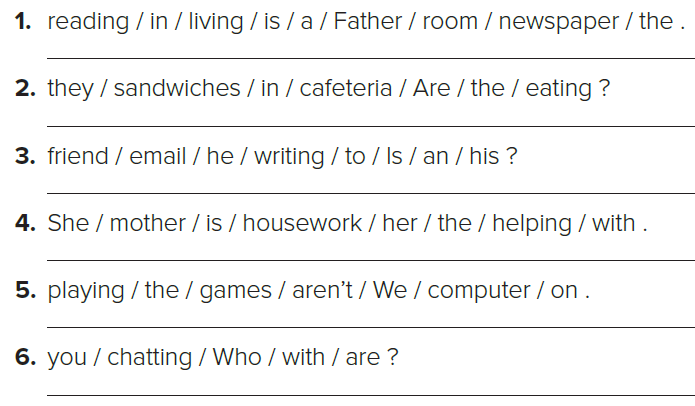 1. reading / in / living / is / a / Father / room / newspaper / the .
2. they / sandwiches / in / cafeteria / Are / the / eating ?
3. friend / email / he / writing / to / Is / an / his ?
4. She / mother / is / housework / her / the / helping / with .
5. playing / the / games / aren’t / We / computer / on .
6. you / chatting / Who / with / are ?